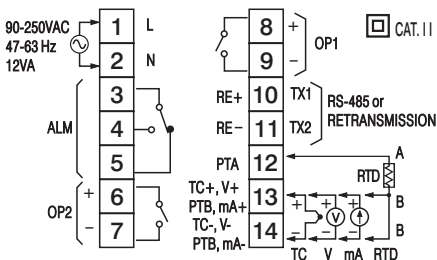 90-250VAC
47-63 Hz
12VA
1 L
2 N
3
4
5
ALM
6 +
7 −
OP2
8 +
9 −
OP1
CAT. II
RE+ 10 TX1
RE− 11 TX2
RS-485 or
RETRANSMISSION
PTA 12 A
RTD
TC+, V+
PTB, mA+ 13 + + + B
TC-, V-
PTB, mA- 14 − V − − B
TC V mA RTD